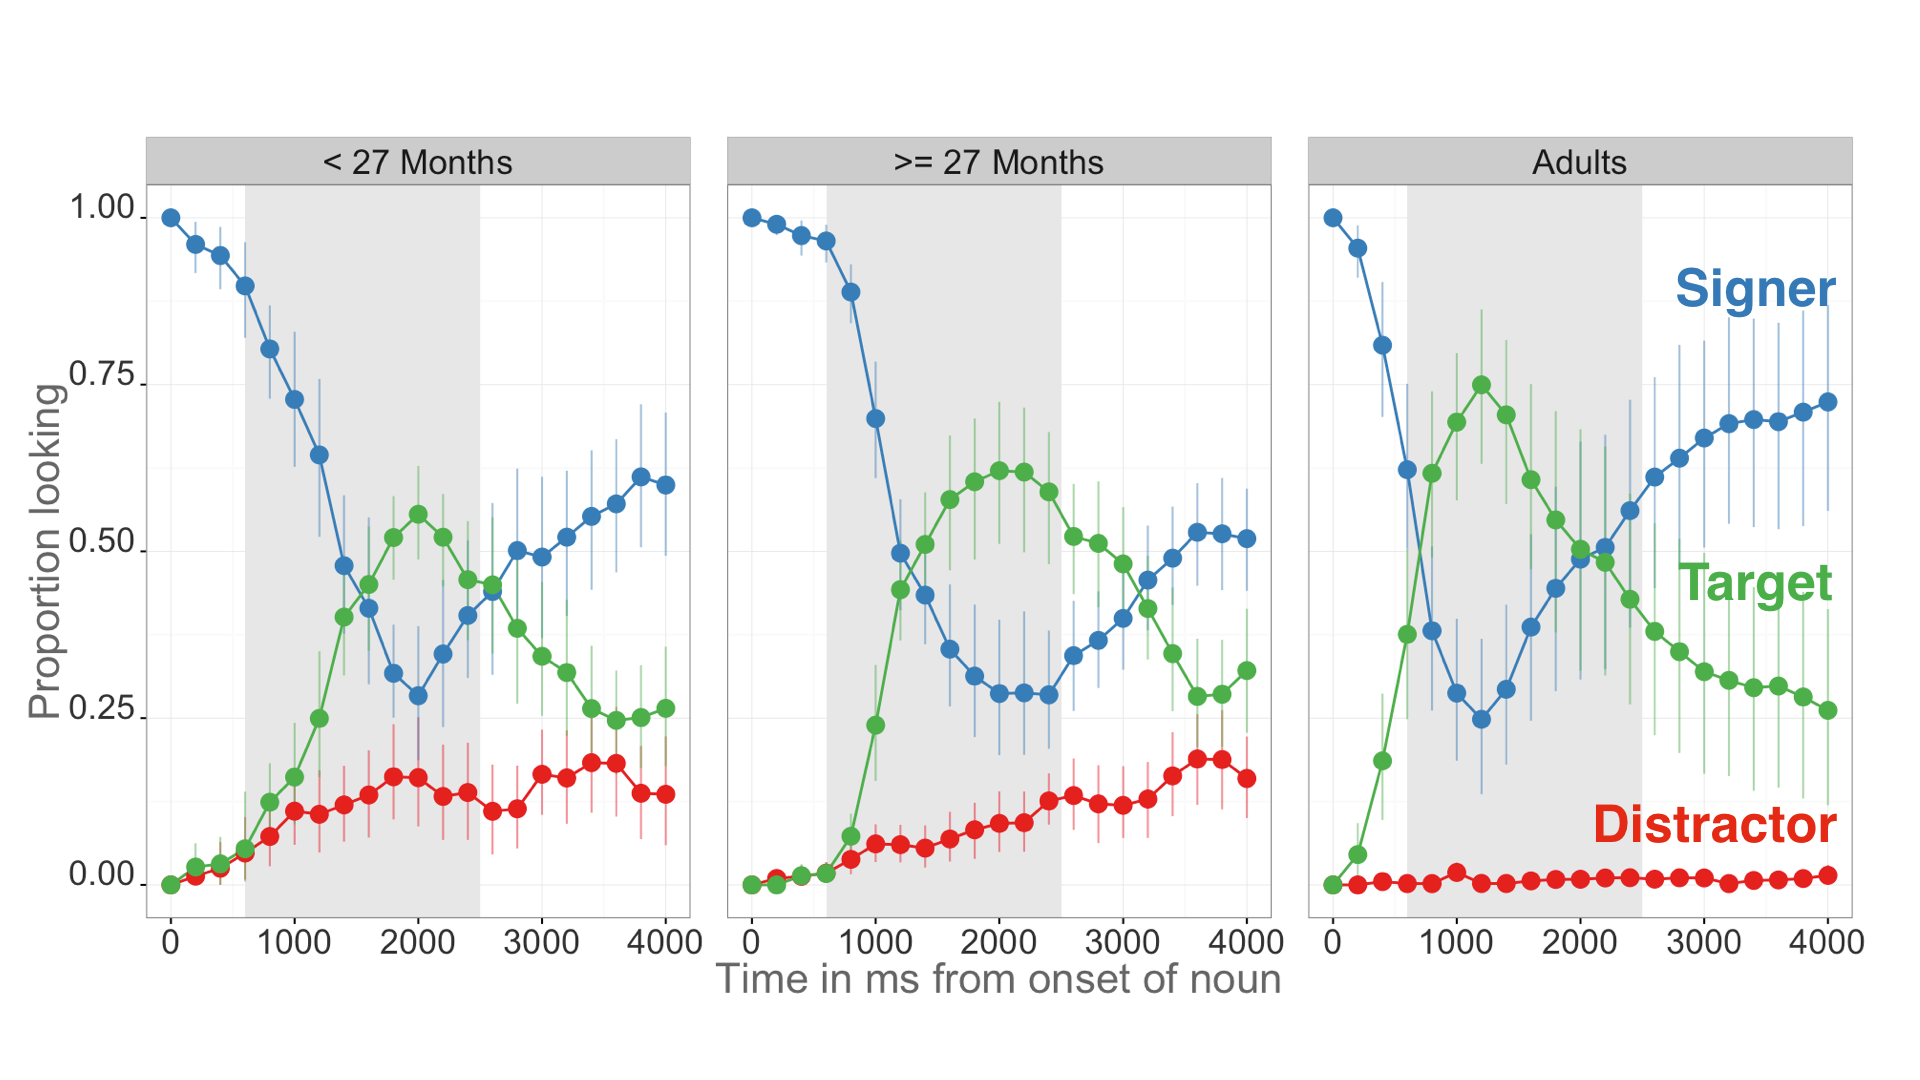 < 27 Months
>= 27 Months
Adults
1.00
0.75
0.50
0.25
0.00
Proportion looking
Signer
Target
Distractor
0 1000 2000 3000 4000
0 1000 2000 3000 4000
0 1000 2000 3000 4000
Time in ms from onset of noun